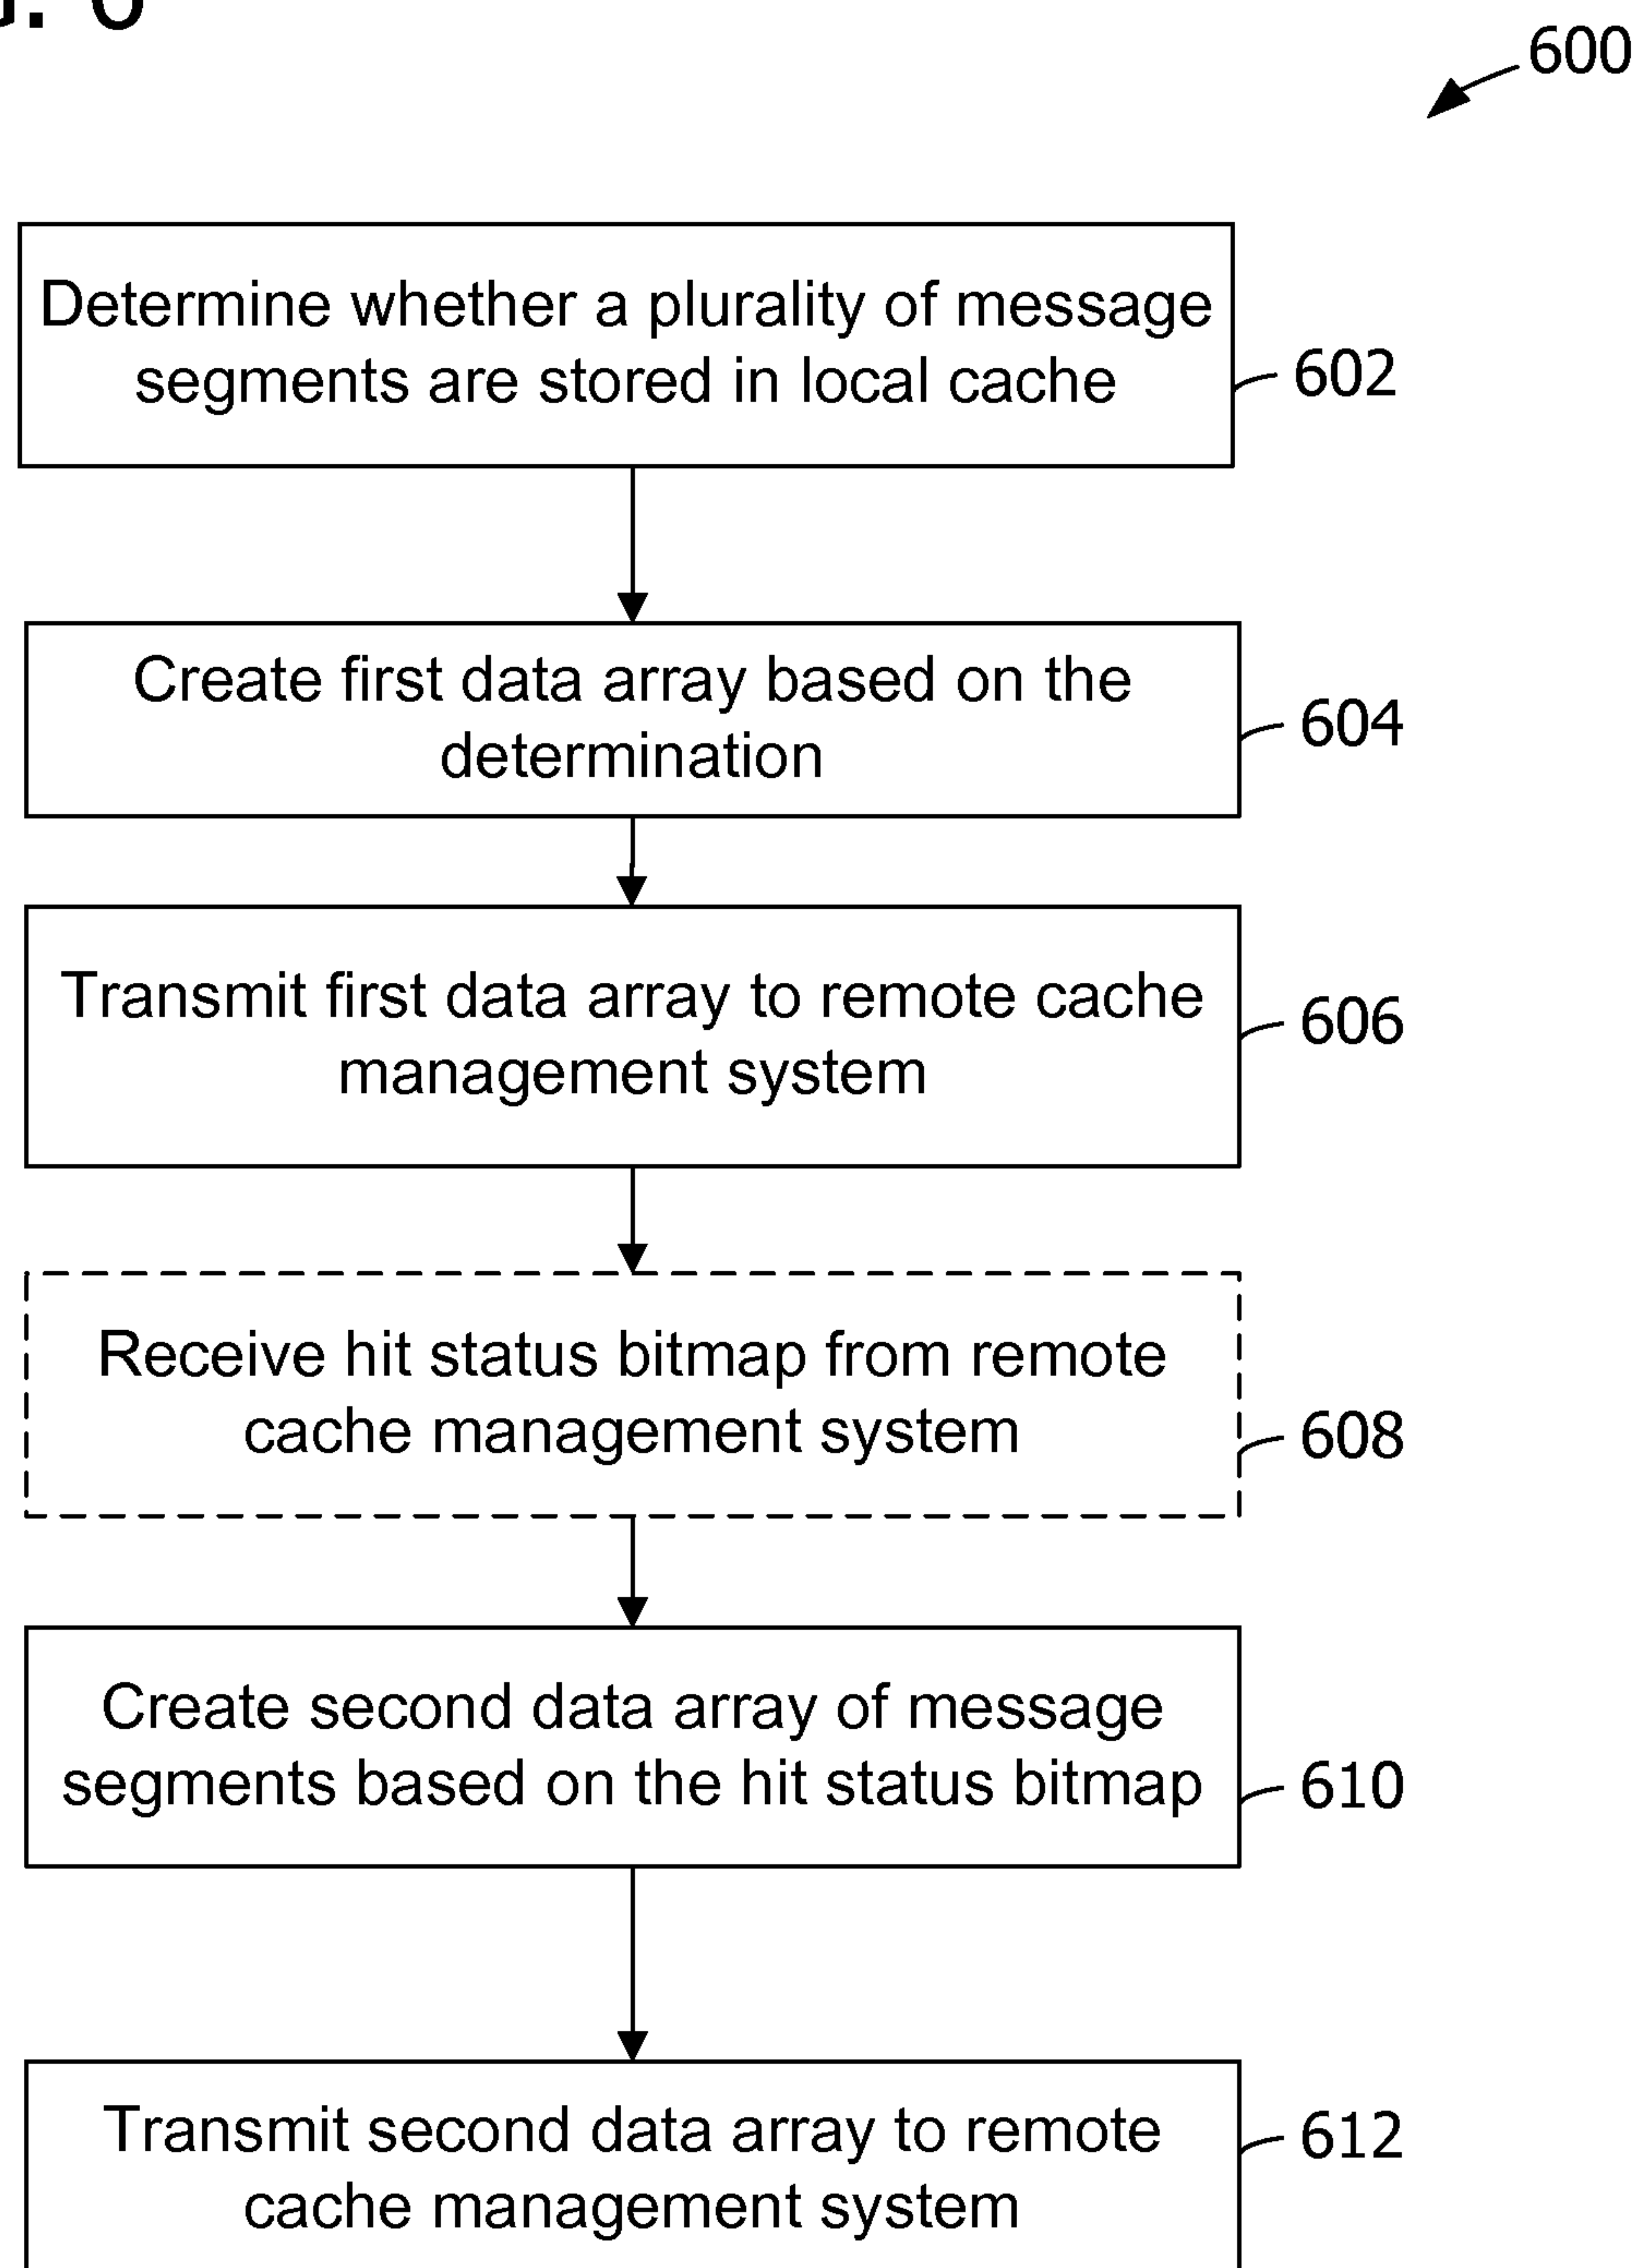 . 6
600
Determine whether a plurality of message
segments are stored in local cache
602
Create first data array based on the
determination
604
Transmit first data array to remote cache
management system
606
Receive hit status bitmap from remote
cache management system
608
Create second data array of message
segments based on the hit status bitmap
610
Transmit second data array to remote
cache management system
612